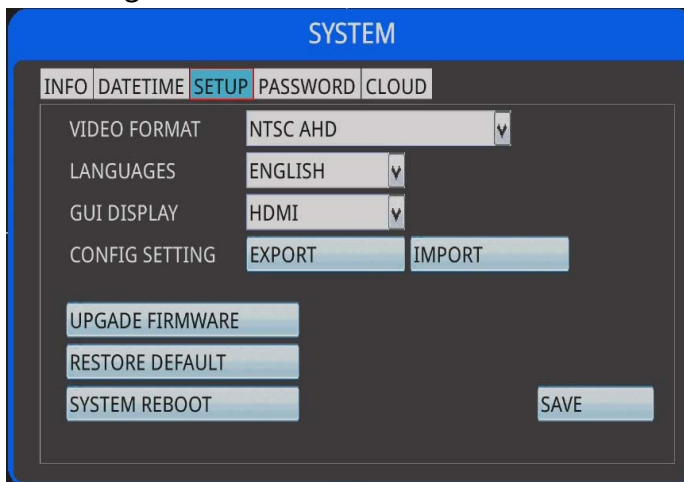 SYSTEM
INFO DATETIME SETUP PASSWORD CLOUD
VIDEO FORMAT NTSC AHD
LANGUAGES ENGLISH
GUI DISPLAY HDMI
CONFIG SETTING EXPORT IMPORT
UPGADE FIRMWARE
RESTORE DEFAULT
SYSTEM REBOOT SAVE